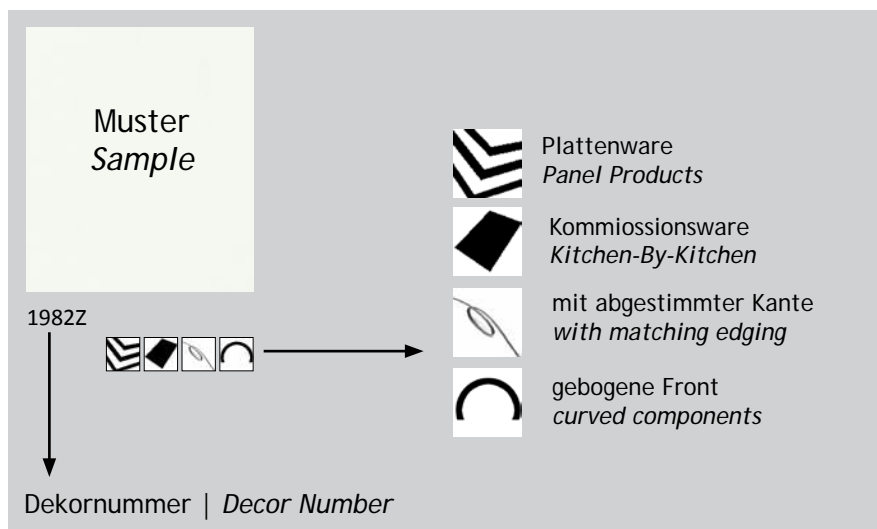 Muster
Sample
1982Z
Dekornummer | Decor Number
Plattenware
Panel Products
Kommiossionsware
Kitchen-By-Kitchen
mit abgestimmter Kante
with matching edging
gebogene Front
curved components